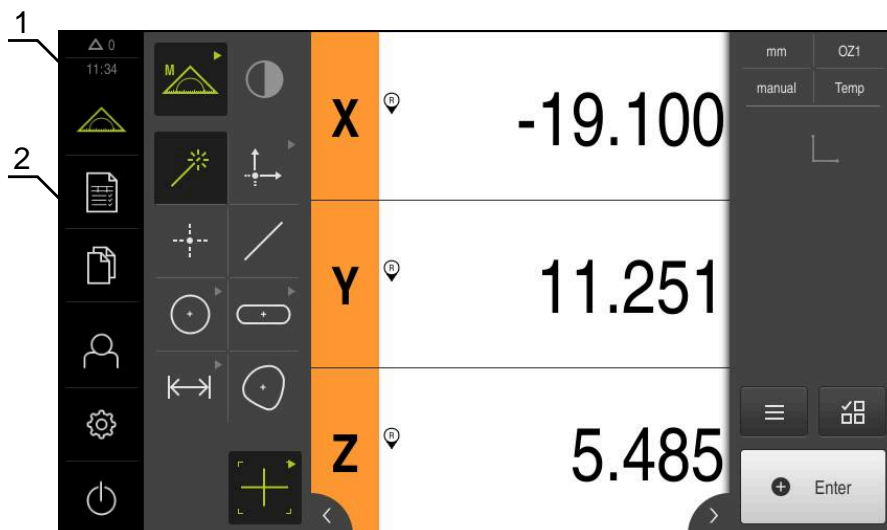 1
0
11:34
M
2
X
R
-19.100
Y
R
11.251
Z
R
5.485
mm
OZ1
manual
Temp
Enter